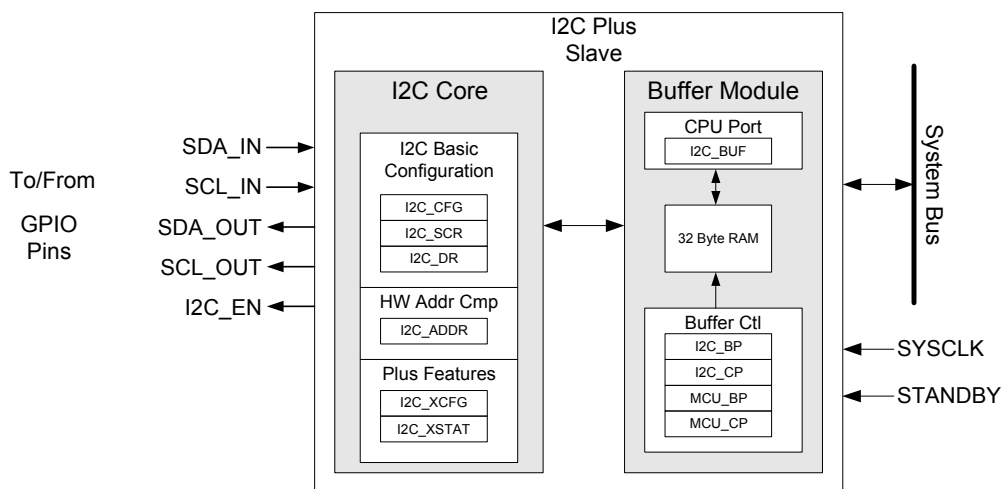 I2C Plus
Slave
I2C Core
Buffer Module
I2C Basic
Configuration
I2C_CFG
I2C_SCR
I2C_DR
HW Addr Cmp
I2C_ADDR
Plus Features
I2C_XCFG
I2C_XSTAT
CPU Port
I2C_BUF
32 Byte RAM
Buffer Ctl
I2C_BP
I2C_CP
MCU_BP
MCU_CP
To/From
GPIO
Pins
SDA_IN
SCL_IN
SDA_OUT
SCL_OUT
I2C_EN
System Bus
SYSCLK
STANDBY